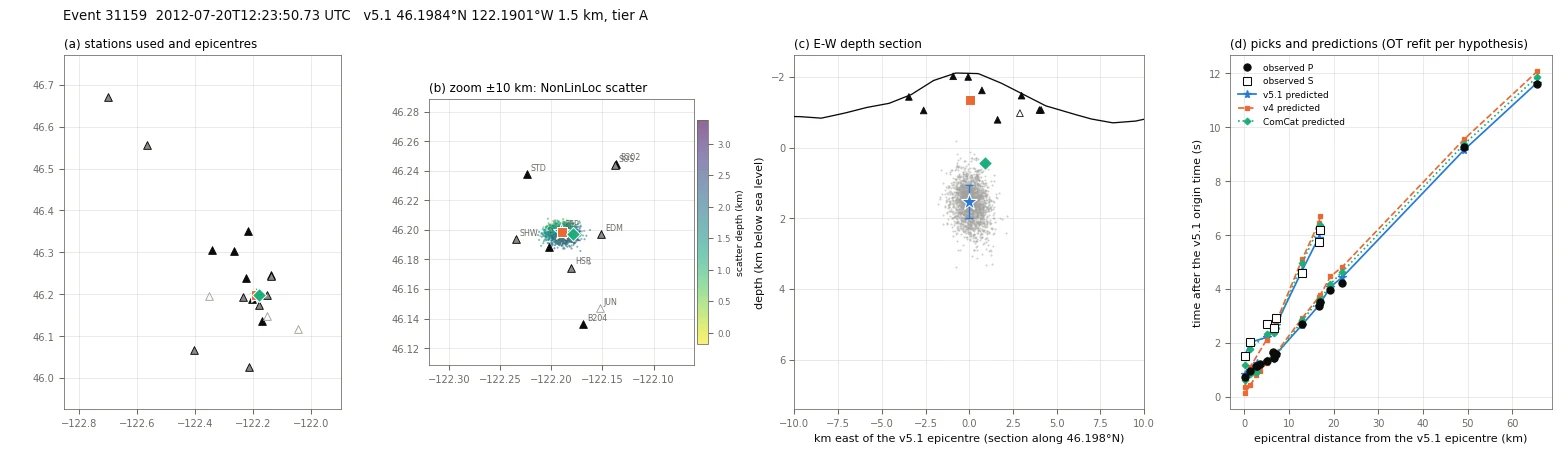 Event 31159  2012-07-20T12:23:50.73 UTC   v5.1 46.1984°N 122.1901°W 1.5 km, tier A
(a) stations used and epicentres
46.7
46.6
46.5
46.4
46.3
46.2
46.1
46.0
−122.8
−122.6
−122.4
−122.2
−122.0
(b) zoom ±10 km: NonLinLoc scatter
46.28
46.26
46.24
46.22
46.20
46.18
46.16
46.14
46.12
STD
EDM
SHW
HSR
JUN
B204
−122.30
−122.25
−122.20
−122.15
−122.10
3.0
2.5
2.0
1.5
1.0
0.5
0.0
scatter depth (km)
(c) E-W depth section
−2
0
2
4
6
depth (km below sea level)
−10.0
−7.5
−5.0
−2.5
0.0
2.5
5.0
7.5
10.0
km east of the v5.1 epicentre (section along 46.198°N)
(d) picks and predictions (OT refit per hypothesis)
observed P
observed S
v5.1 predicted
v4 predicted
ComCat predicted
12
10
8
6
4
2
0
time after the v5.1 origin time (s)
0
10
20
30
40
50
60
epicentral distance from the v5.1 epicentre (km)